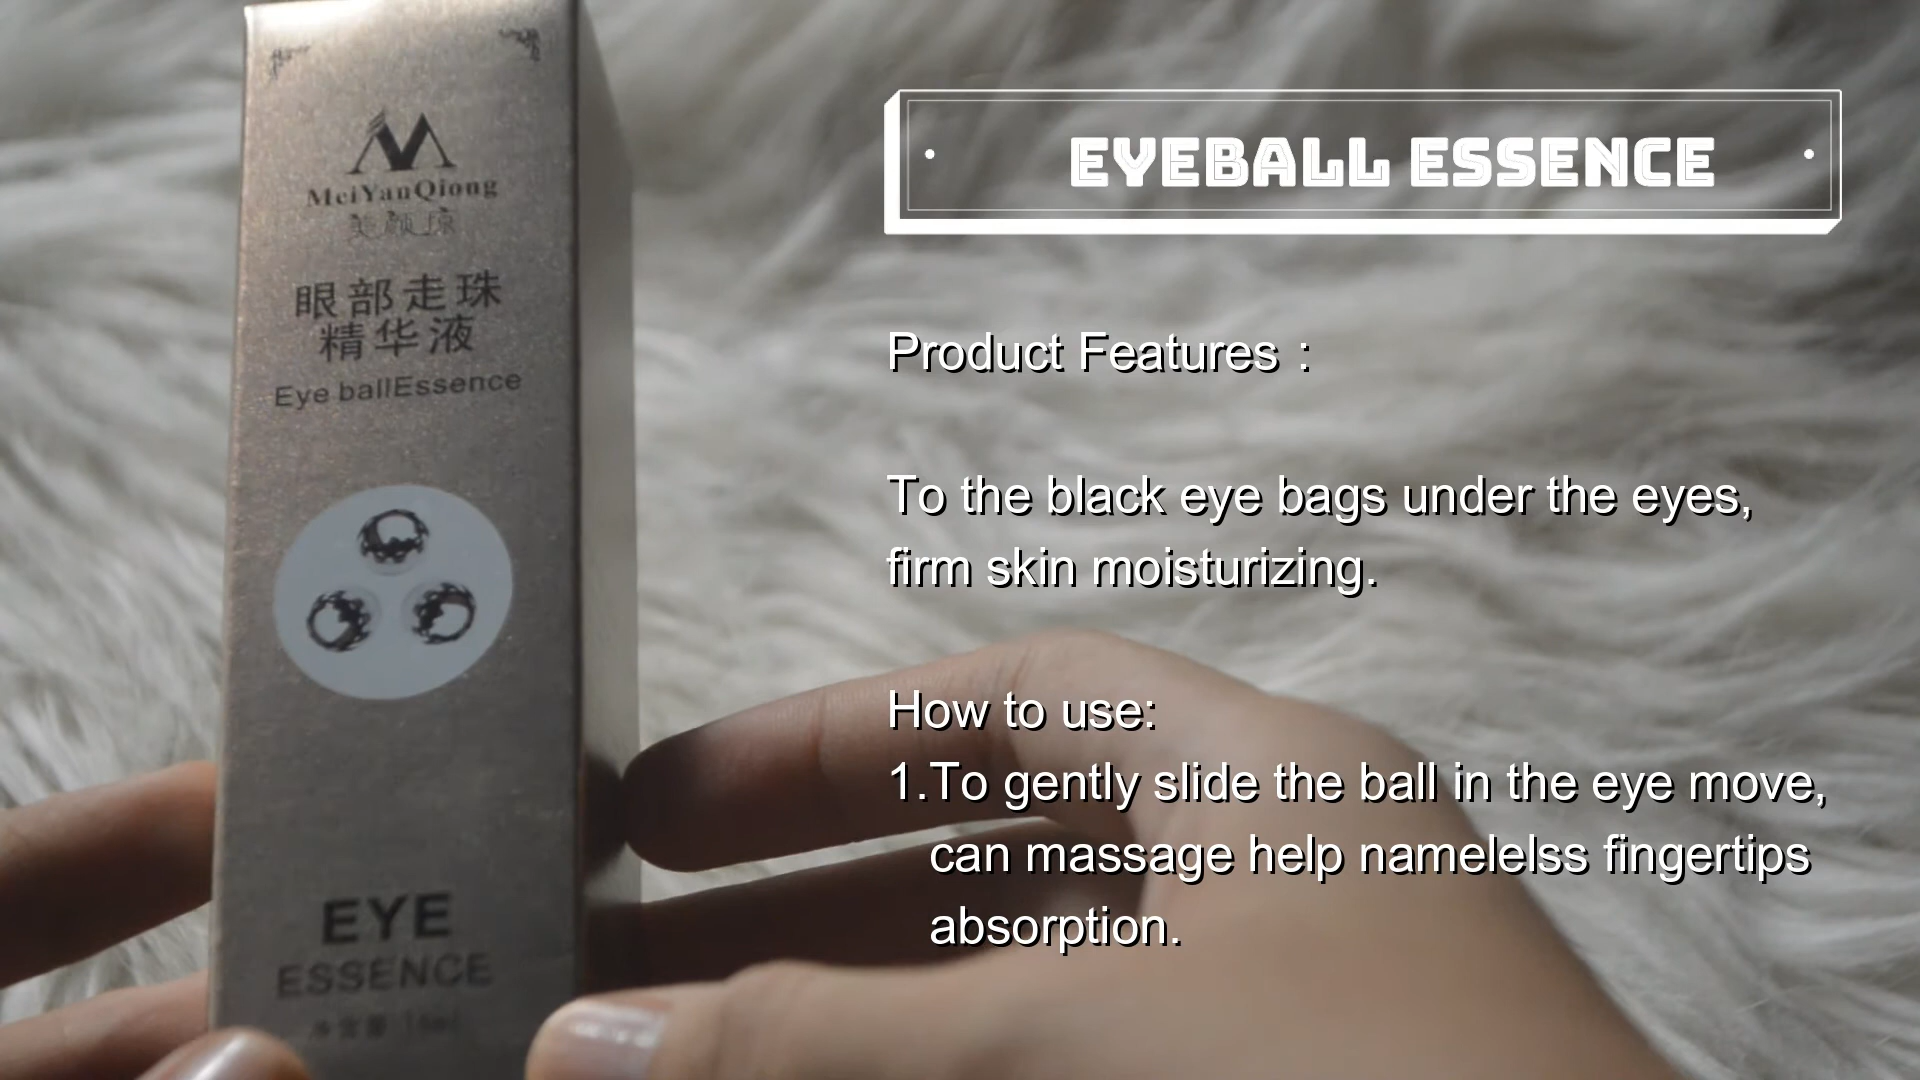 MeiYanQiong
美颜琼
眼部走珠
精华液
Eye ballEssence
EYE
ESSENCE
EYEBALL ESSENCE
Product Features :
To the black eye bags under the eyes,
firm skin moisturizing.
How to use:
1.To gently slide the ball in the eye move,
can massage help namelelss fingertips
absorption.